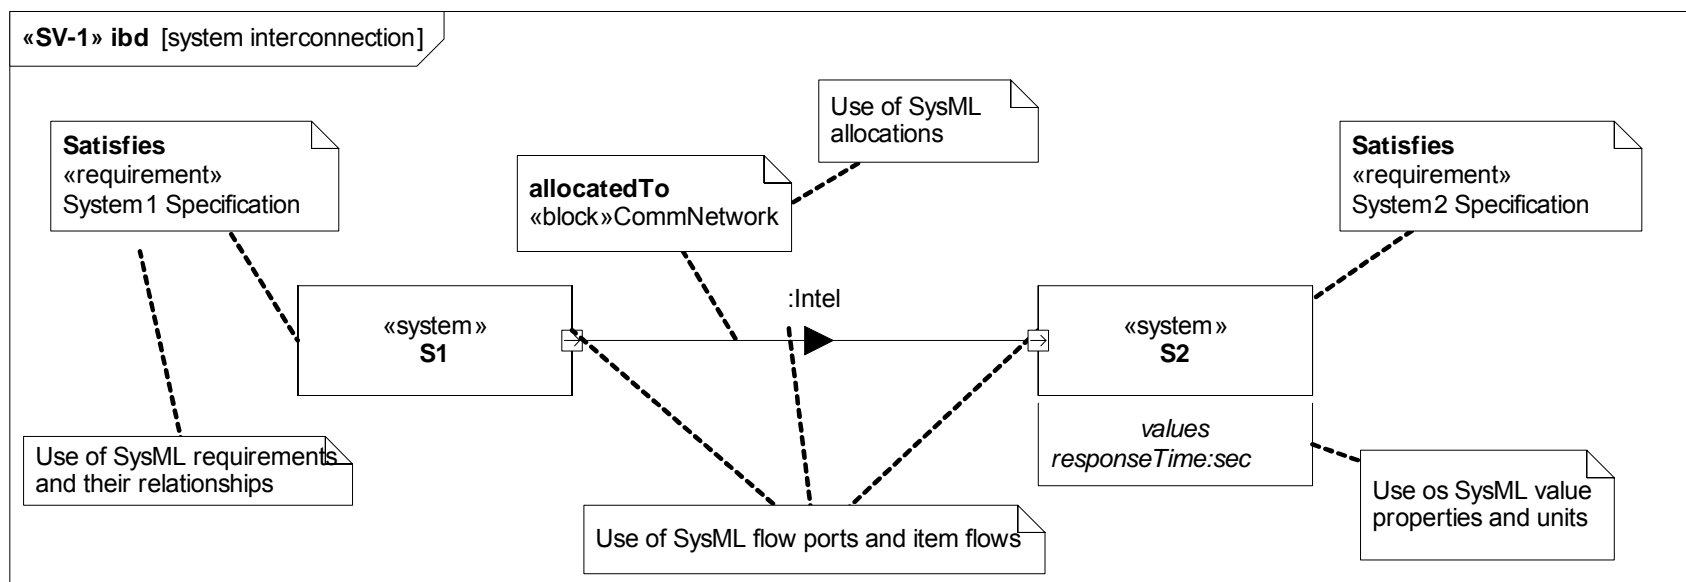 «SV-1» ibd [system interconnection]
Use of SysML
allocations
Satisfies
«requirement»
System1 Specification
allocatedTo
«block»CommNetwork
Satisfies
«requirement»
System2 Specification
:Intel
«system»
S1
«system»
S2
values
responseTime:sec
Use of SysML requirements
and their relationships
Use of SysML flow ports and item flows
Use os SysML value
properties and units